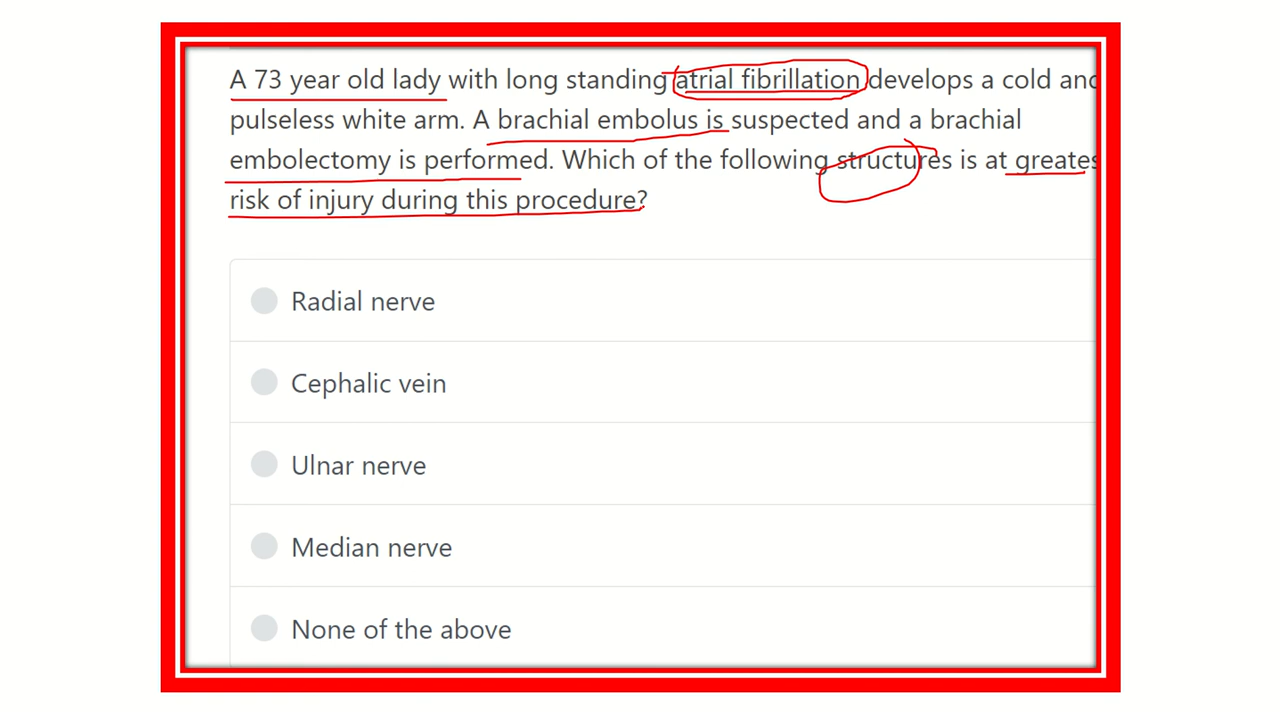 A 73 year old lady with long standing atrial fibrillation develops a cold and
pulseless white arm. A brachial embolus is suspected and a brachial
embolectomy is performed. Which of the following structures is at greates
risk of injury during this procedure?
Radial nerve
Cephalic vein
Ulnar nerve
Median nerve
None of the above